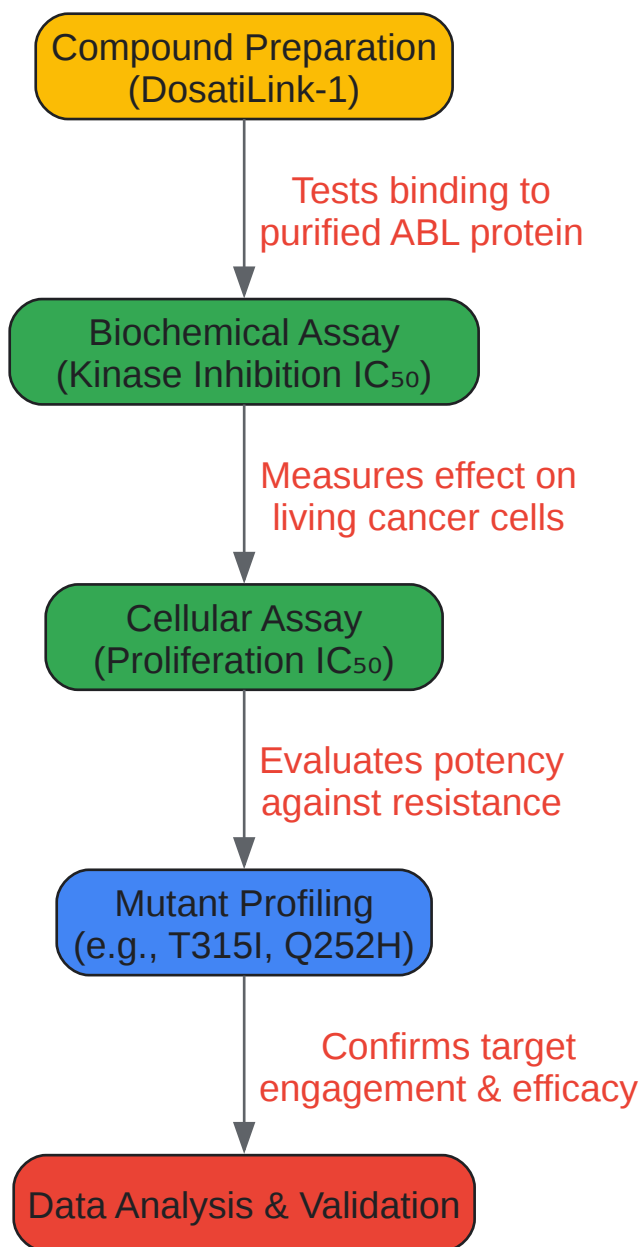 Compound Preparation
(DosatiLink-1)
Tests binding to
purified ABL protein
Biochemical Assay
(Kinase Inhibition IC₅₀)
Measures effect on
living cancer cells
Cellular Assay
(Proliferation IC₅₀)
Evaluates potency
against resistance
Mutant Profiling
(e.g., T315I, Q252H)
Confirms target
engagement & efficacy
Data Analysis & Validation